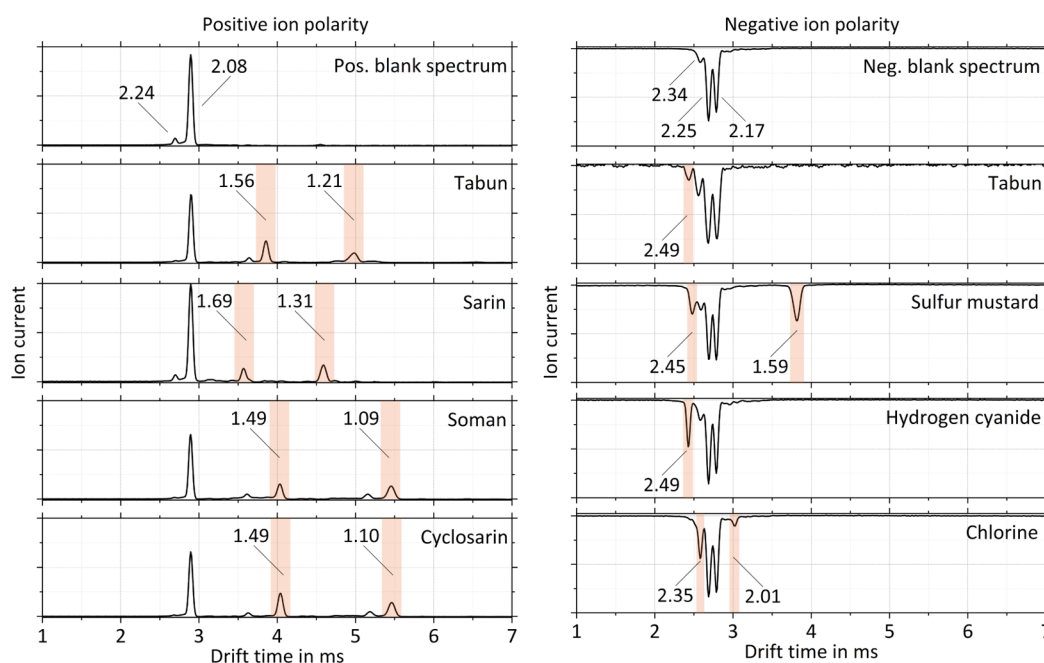 Positive ion polarity
Pos. blank spectrum
2.08
2.24
Tabun
1.56
1.21
Sarin
1.69
1.31
Soman
1.49
1.09
Cyclosarin
1.49
1.10
Ion current
1 2 3 4 5 6 7
Drift time in ms
Negative ion polarity
Neg. blank spectrum
2.34
2.25
2.17
Tabun
2.49
Sulfur mustard
2.45
1.59
Hydrogen cyanide
2.49
Chlorine
2.35
2.01
Ion current
1 2 3 4 5 6 7
Drift time in ms